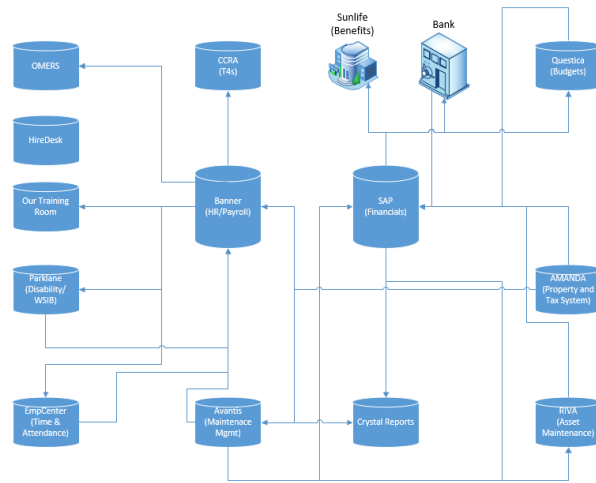 Sunlife
(Benefits)
Bank
OMERS
CCRA
(T4s)
Questica
(Budgets)
HireDesk
Our Training
Room
Banner
(HR/Payroll)
SAP
(Financials)
Parklane
(Disability/
WSIB)
AMANDA
(Property and
Tax System)
EmpCenter
(Time &
Attendance)
Avantis
(Maintenace
Mgmt)
Crystal Reports
RIVA
(Asset
Maintenance)